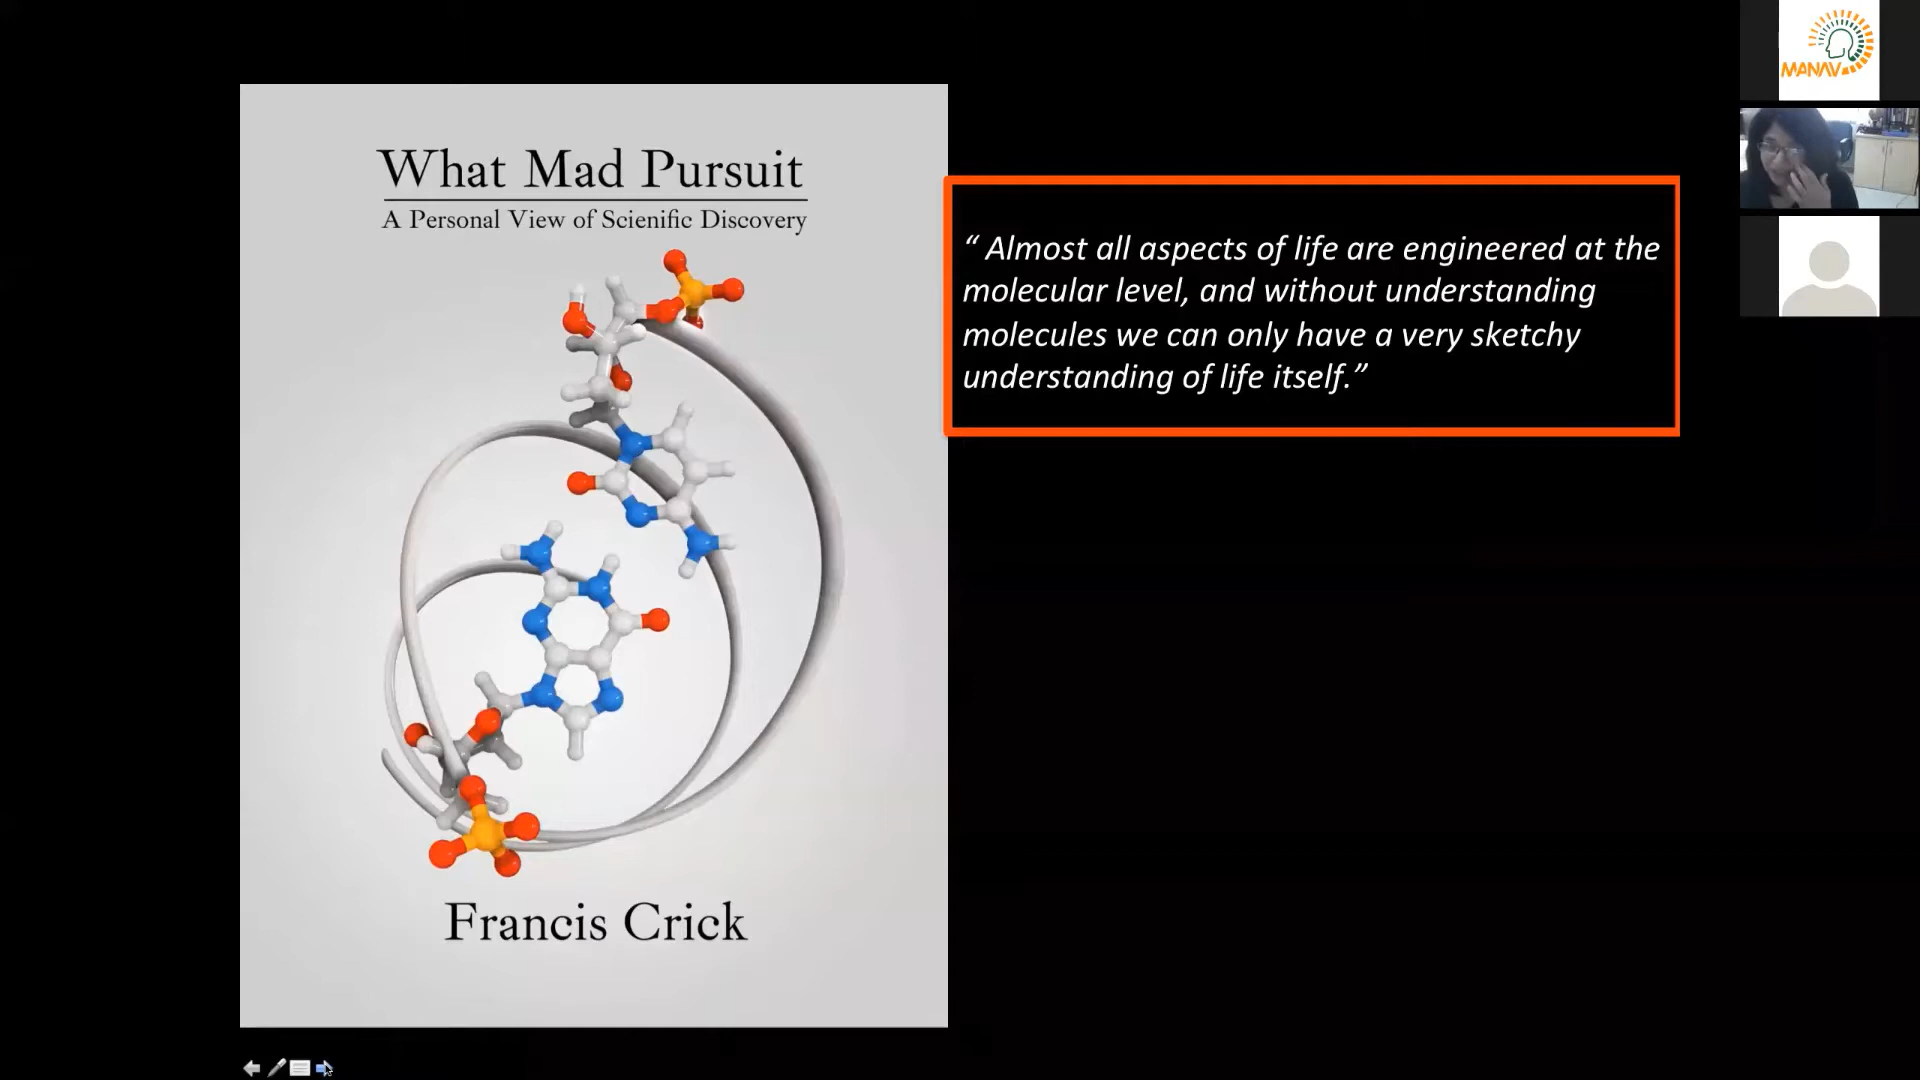 What Mad Pursuit
A Personal View of Scienific Discovery
Francis Crick
“ Almost all aspects of life are engineered at the
molecular level, and without understanding
molecules we can only have a very sketchy
understanding of life itself.”
MANAV